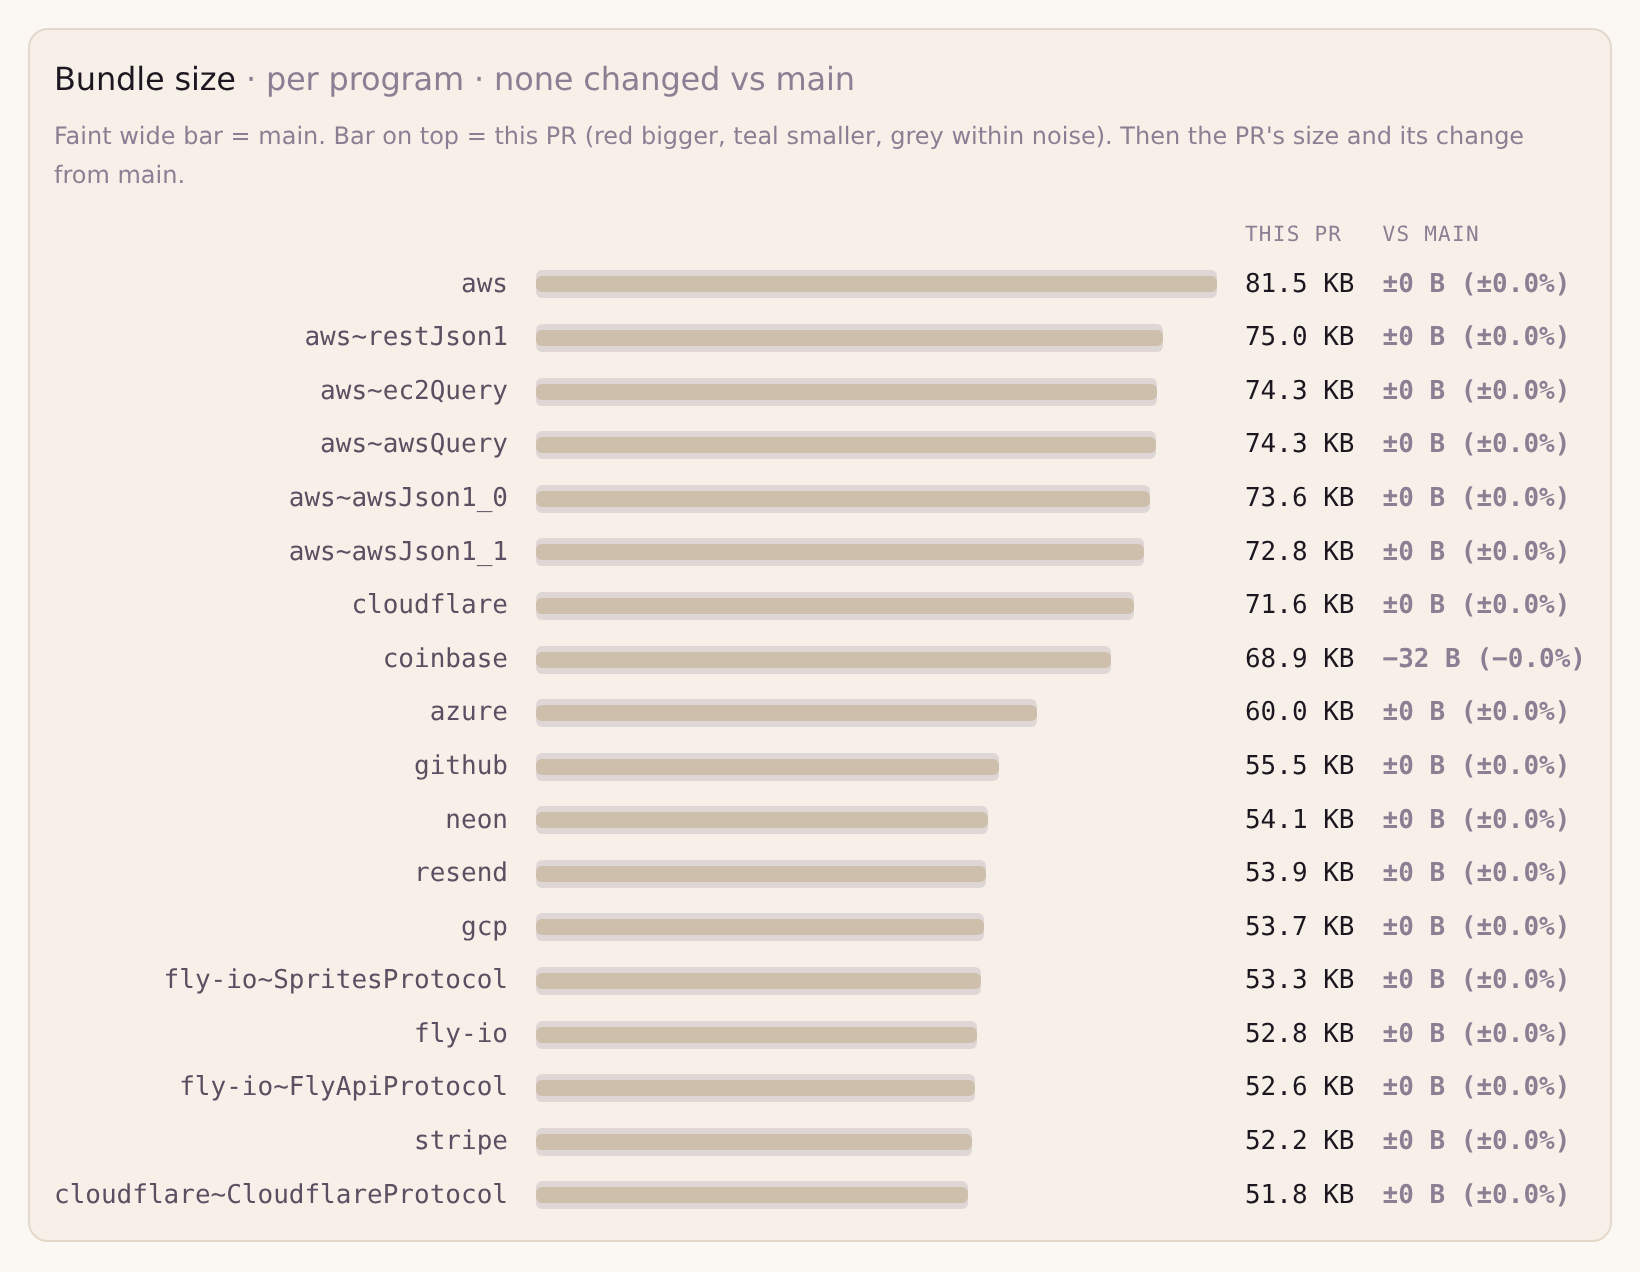 Bundle size · per program · none changed vs main
Faint wide bar = main. Bar on top = this PR (red bigger, teal smaller, grey within noise). Then the PR's size and its change
from main.
THIS PR VS MAIN
aws 81.5 KB ±0 B (±0.0%)
aws~restJson1 75.0 KB ±0 B (±0.0%)
aws~ec2Query 74.3 KB ±0 B (±0.0%)
aws~awsQuery 74.3 KB ±0 B (±0.0%)
aws~awsJson1_0 73.6 KB ±0 B (±0.0%)
aws~awsJson1_1 72.8 KB ±0 B (±0.0%)
cloudflare 71.6 KB ±0 B (±0.0%)
coinbase 68.9 KB −32 B (−0.0%)
azure 60.0 KB ±0 B (±0.0%)
github 55.5 KB ±0 B (±0.0%)
neon 54.1 KB ±0 B (±0.0%)
resend 53.9 KB ±0 B (±0.0%)
gcp 53.7 KB ±0 B (±0.0%)
fly-io~SpritesProtocol 53.3 KB ±0 B (±0.0%)
fly-io 52.8 KB ±0 B (±0.0%)
fly-io~FlyApiProtocol 52.6 KB ±0 B (±0.0%)
stripe 52.2 KB ±0 B (±0.0%)
cloudflare~CloudflareProtocol 51.8 KB ±0 B (±0.0%)